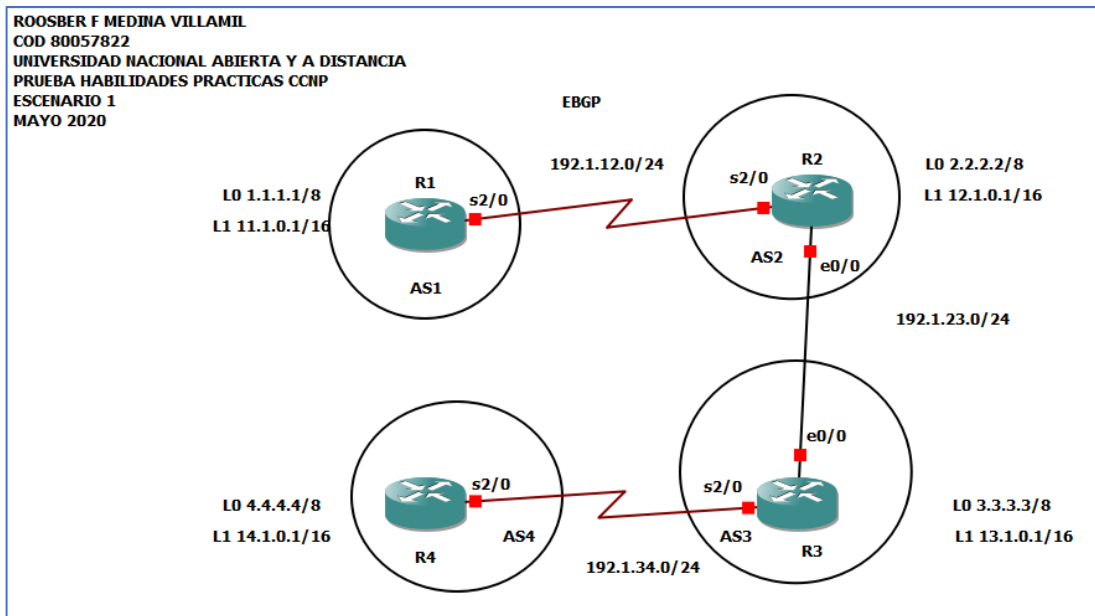 ROOSBER F MEDINA VILLAMIL
COD 80057822
UNIVERSIDAD NACIONAL ABIERTA Y A DISTANCIA
PRUEBA HABILIDADES PRACTICAS CCNP
ESCENARIO 1
MAYO 2020
EBGP
192.1.12.0/24
R1
s2/0
L0 1.1.1.1/8
L1 11.1.0.1/16
AS1
R2
s2/0
L0 2.2.2.2/8
L1 12.1.0.1/16
AS2
e0/0
192.1.23.0/24
e0/0
s2/0
L0 4.4.4.4/8
L1 14.1.0.1/16
R4
AS4
192.1.34.0/24
s2/0
AS3
R3
L0 3.3.3.3/8
L1 13.1.0.1/16